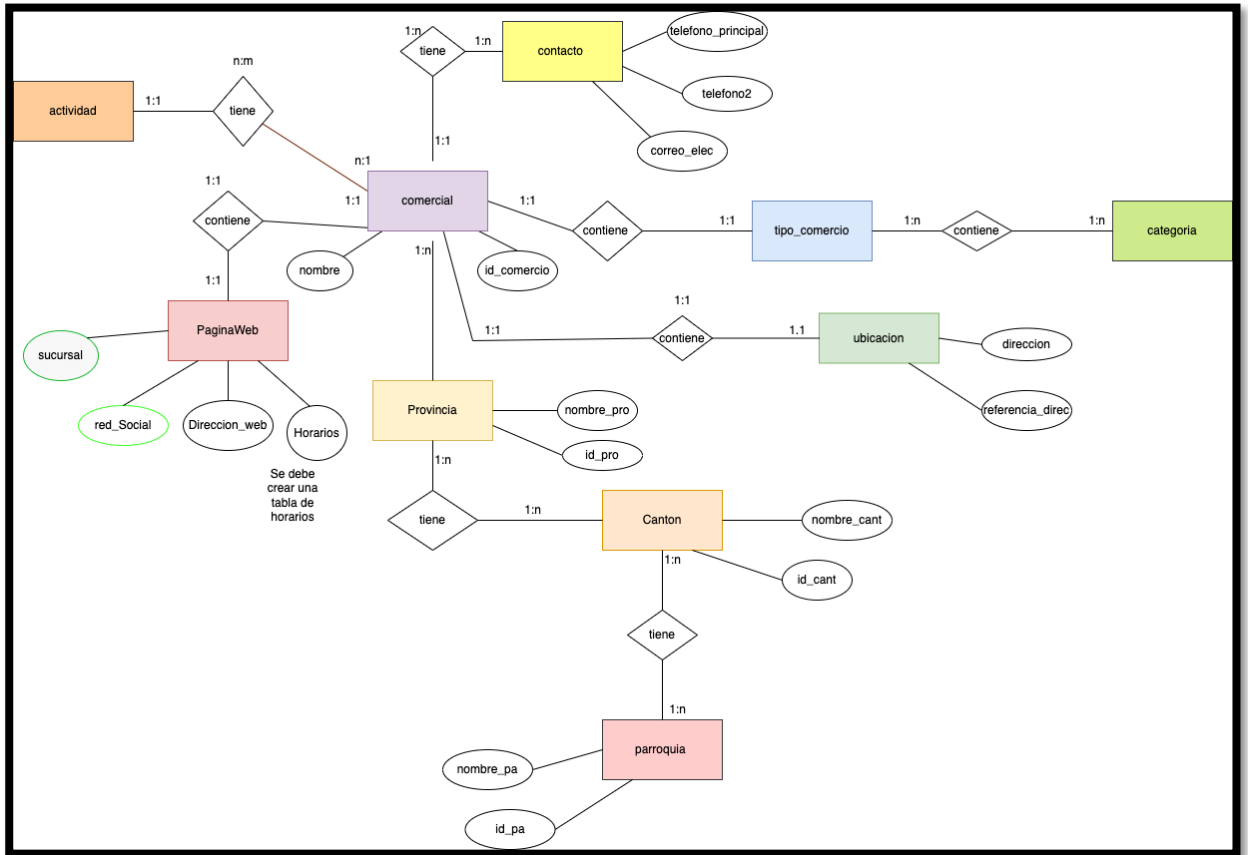 1:n
tiene
1:n
contacto
telefono_principal
telefono2
correo_elec
n:m
actividad
1:1
tiene
1:1
n:1
1:1
1:1
comercial
1:1
contiene
1:1
tipo_comercio
1:n
contiene
1:n
categoria
contiene
1:1
nombre
id_comercio
1:n
1:1
PaginaWeb
1:1
contiene
1.1
ubicacion
direccion
referencia_direc
sucursal
red_Social
Direccion_web
Horarios
Se debe
crear una
tabla de
horarios
Provincia
nombre_pro
id_pro
1:n
tiene
1:n
Canton
nombre_cant
id_cant
1:n
tiene
1:n
parroquia
nombre_pa
id_pa